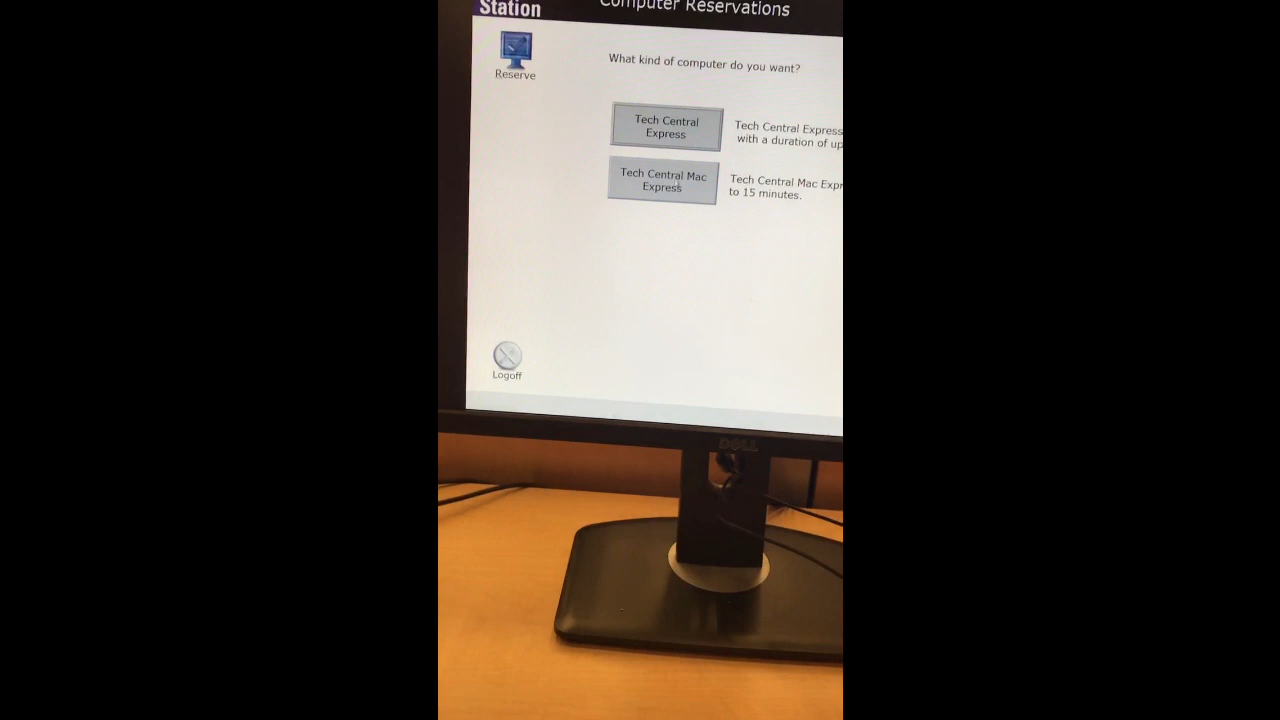 Station
Computer Reservations
Reserve
What kind of computer do you want?
Tech Central
Express
Tech Central Express
with a duration of up
Tech Central Mac
Express
Tech Central Mac Expr
to 15 minutes.
Logoff
DELL